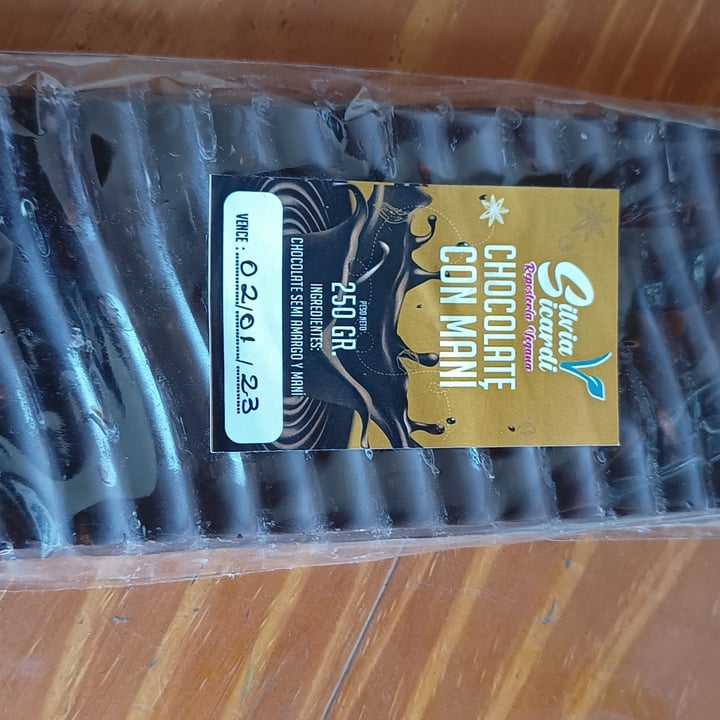 Silvia
Sicardi
Repostería Vegana
CHOCOLATE
CON MANI
PESO NETO:
250 GR.
INGREDIENTES:
CHOCOLATE SEMI AMARGO Y MANÍ
VENCE: 02/01/23